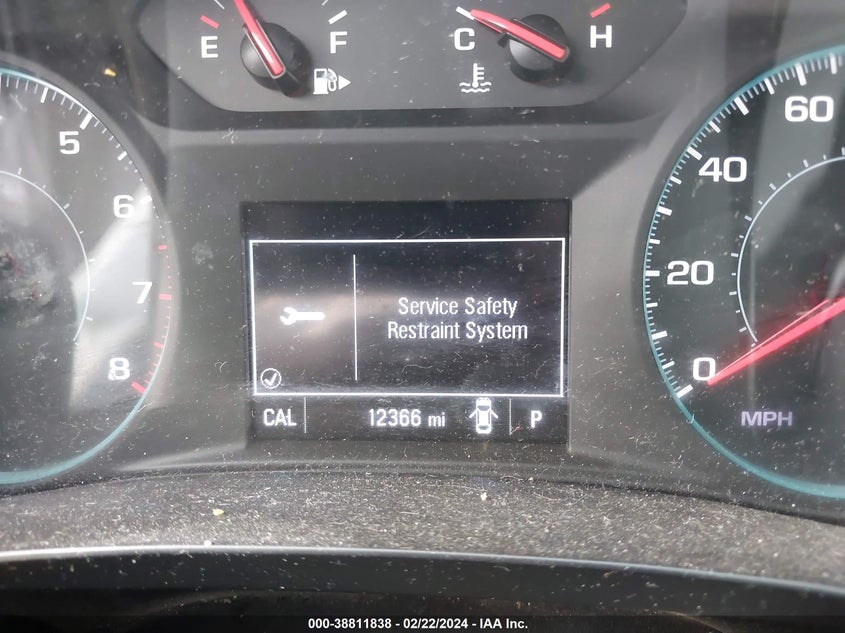 E F C H
5
6
7
8
60
40
20
0
MPH
Service Safety
Restraint System
CAL 12366 mi P
000-38811838 - 02/22/2024 - IAA Inc.